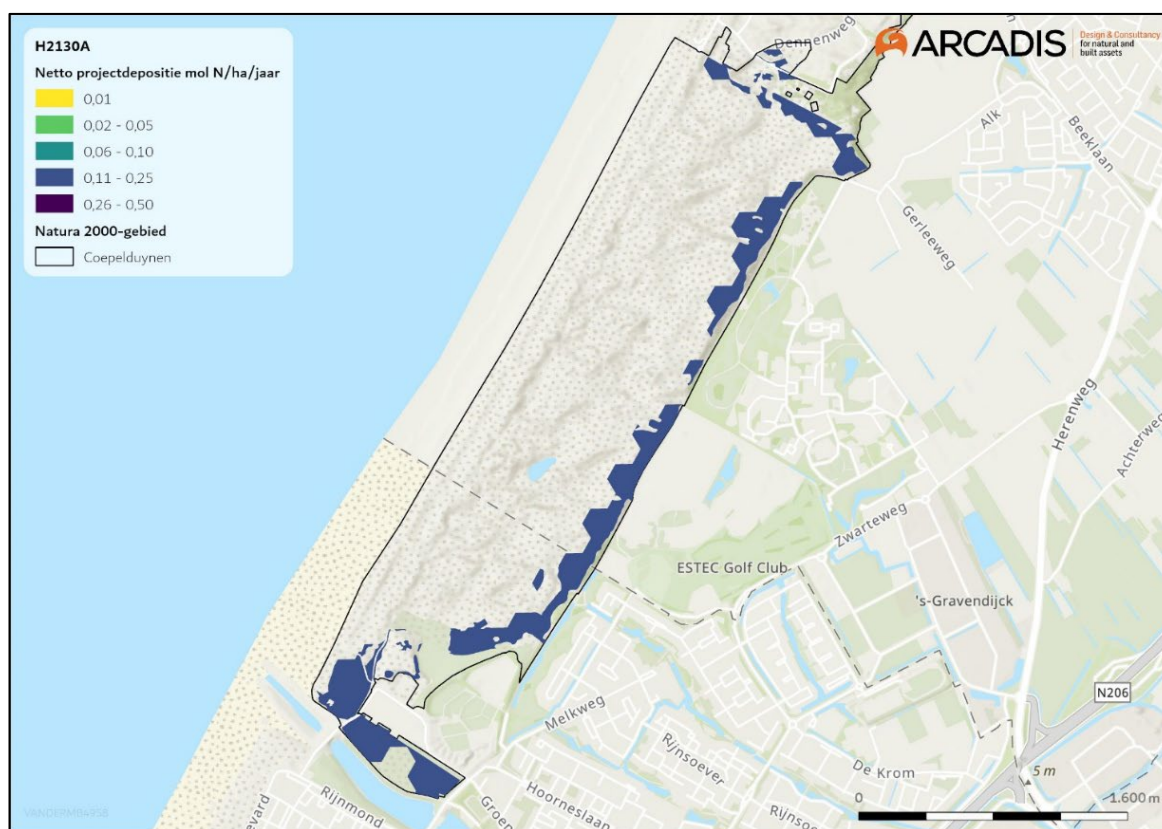 H2130A
Netto projectdepositie mol N/ha/jaar
0,01
0,02 - 0,05
0,06 - 0,10
0,11 - 0,25
0,26 - 0,50
Natura 2000-gebied
Coepelduynen
ARCADIS
Design & Consultancy
for natural and
built assets
Dennenweg
Alk
Beeklaan
Gerleeweg
Herenweg
Achterweg
Zwarteweg
ESTEC Golf Club
's-Gravendijck
N206
Melkweg
Rijnsoever
De Krom
5 m
Rijnmond
Hoorneslaan
Groen
Rijnsoe
evard
0
1.600 m
VANDERMB4958